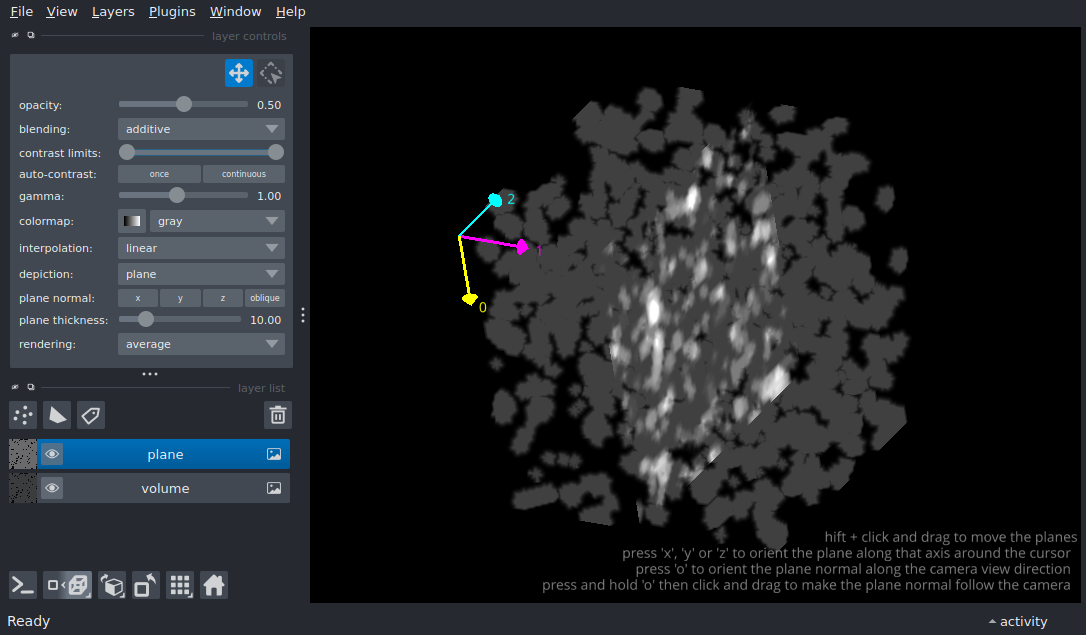 File View Layers Plugins Window Help
layer controls
opacity: 0.50
blending: additive
contrast limits:
auto-contrast: once continuous
gamma: 1.00
colormap: gray
interpolation: linear
depiction: plane
plane normal: x y z oblique
plane thickness: 10.00
rendering: average
layer list
plane
volume
2
1
0
hift + click and drag to move the planes
press 'x', 'y' or 'z' to orient the plane along that axis around the cursor
press 'o' to orient the plane normal along the camera view direction
press and hold 'o' then click and drag to make the plane normal follow the camera
Ready
activity